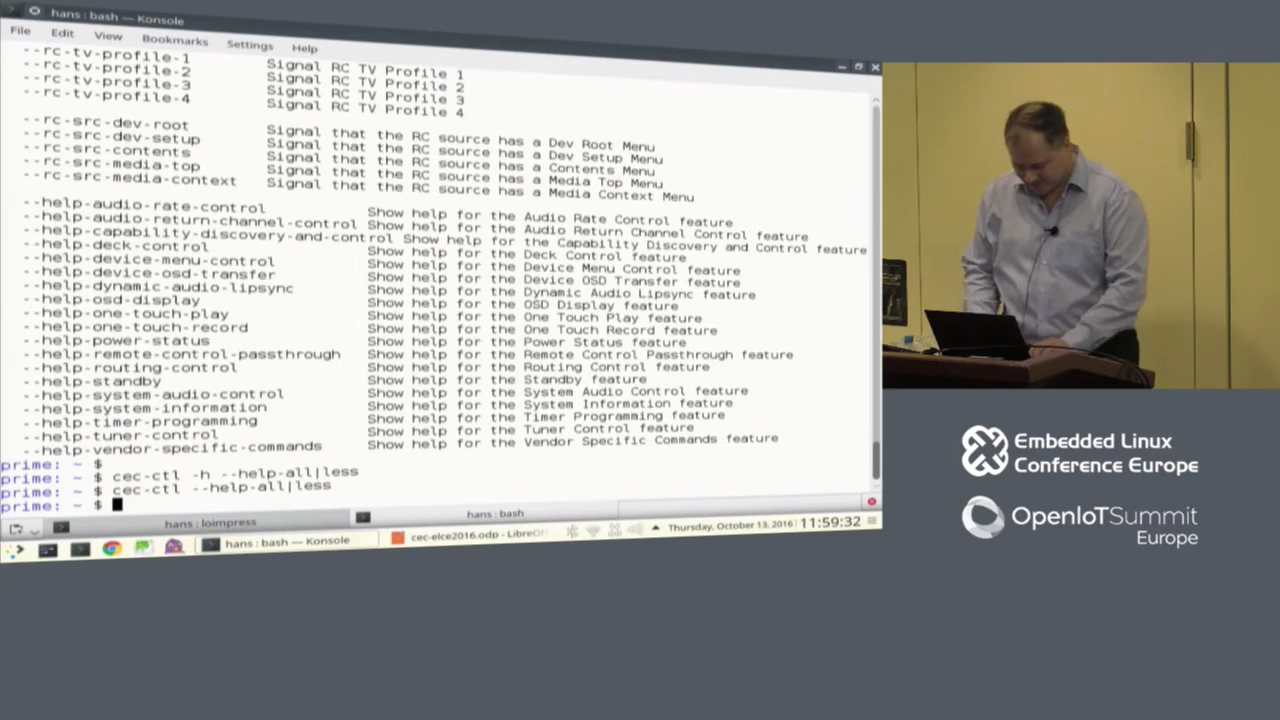 hans : bash — Konsole
File Edit View Bookmarks Settings Help
--rc-tv-profile-1 Signal RC TV Profile 1
--rc-tv-profile-2 Signal RC TV Profile 2
--rc-tv-profile-3 Signal RC TV Profile 3
--rc-tv-profile-4 Signal RC TV Profile 4
--rc-src-dev-root Signal that the RC source has a Dev Root Menu
--rc-src-dev-setup Signal that the RC source has a Dev Setup Menu
--rc-src-contents Signal that the RC source has a Contents Menu
--rc-src-media-top Signal that the RC source has a Media Top Menu
--rc-src-media-context Signal that the RC source has a Media Context Menu
--help-audio-rate-control Show help for the Audio Rate Control feature
--help-audio-return-channel-control Show help for the Audio Return Channel Control feature
--help-capability-discovery-and-control Show help for the Capability Discovery and Control feature
--help-deck-control Show help for the Deck Control feature
--help-device-menu-control Show help for the Device Menu Control feature
--help-device-osd-transfer Show help for the Device OSD Transfer feature
--help-dynamic-audio-lipsync Show help for the Dynamic Audio Lipsync feature
--help-osd-display Show help for the OSD Display feature
--help-one-touch-play Show help for the One Touch Play feature
--help-one-touch-record Show help for the One Touch Record feature
--help-power-status Show help for the Power Status feature
--help-remote-control-passthrough Show help for the Remote Control Passthrough feature
--help-routing-control Show help for the Routing Control feature
--help-standby Show help for the Standby feature
--help-system-audio-control Show help for the System Audio Control feature
--help-system-information Show help for the System Information feature
--help-timer-programming Show help for the Timer Programming feature
--help-tuner-control Show help for the Tuner Control feature
--help-vendor-specific-commands Show help for the Vendor Specific Commands feature
prime: ~ $
prime: ~ $ cec-ctl -h --help-all|less
prime: ~ $ cec-ctl --help-all|less
prime: ~ $
hans : loimpress
hans : bash
hans : bash — Konsole
cec-elce2016.odp - LibreOf
Thursday, October 13, 2016 11:59:32
Embedded Linux
Conference Europe
OpenIoTSummit
Europe